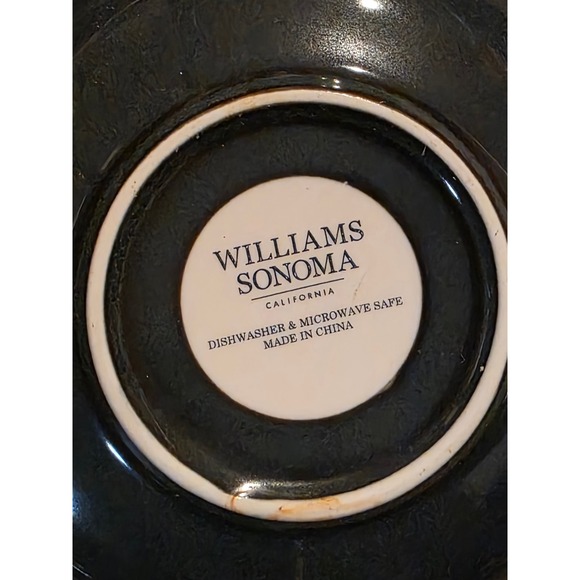 WILLIAMS
SONOMA
CALIFORNIA
DISHWASHER & MICROWAVE SAFE
MADE IN CHINA